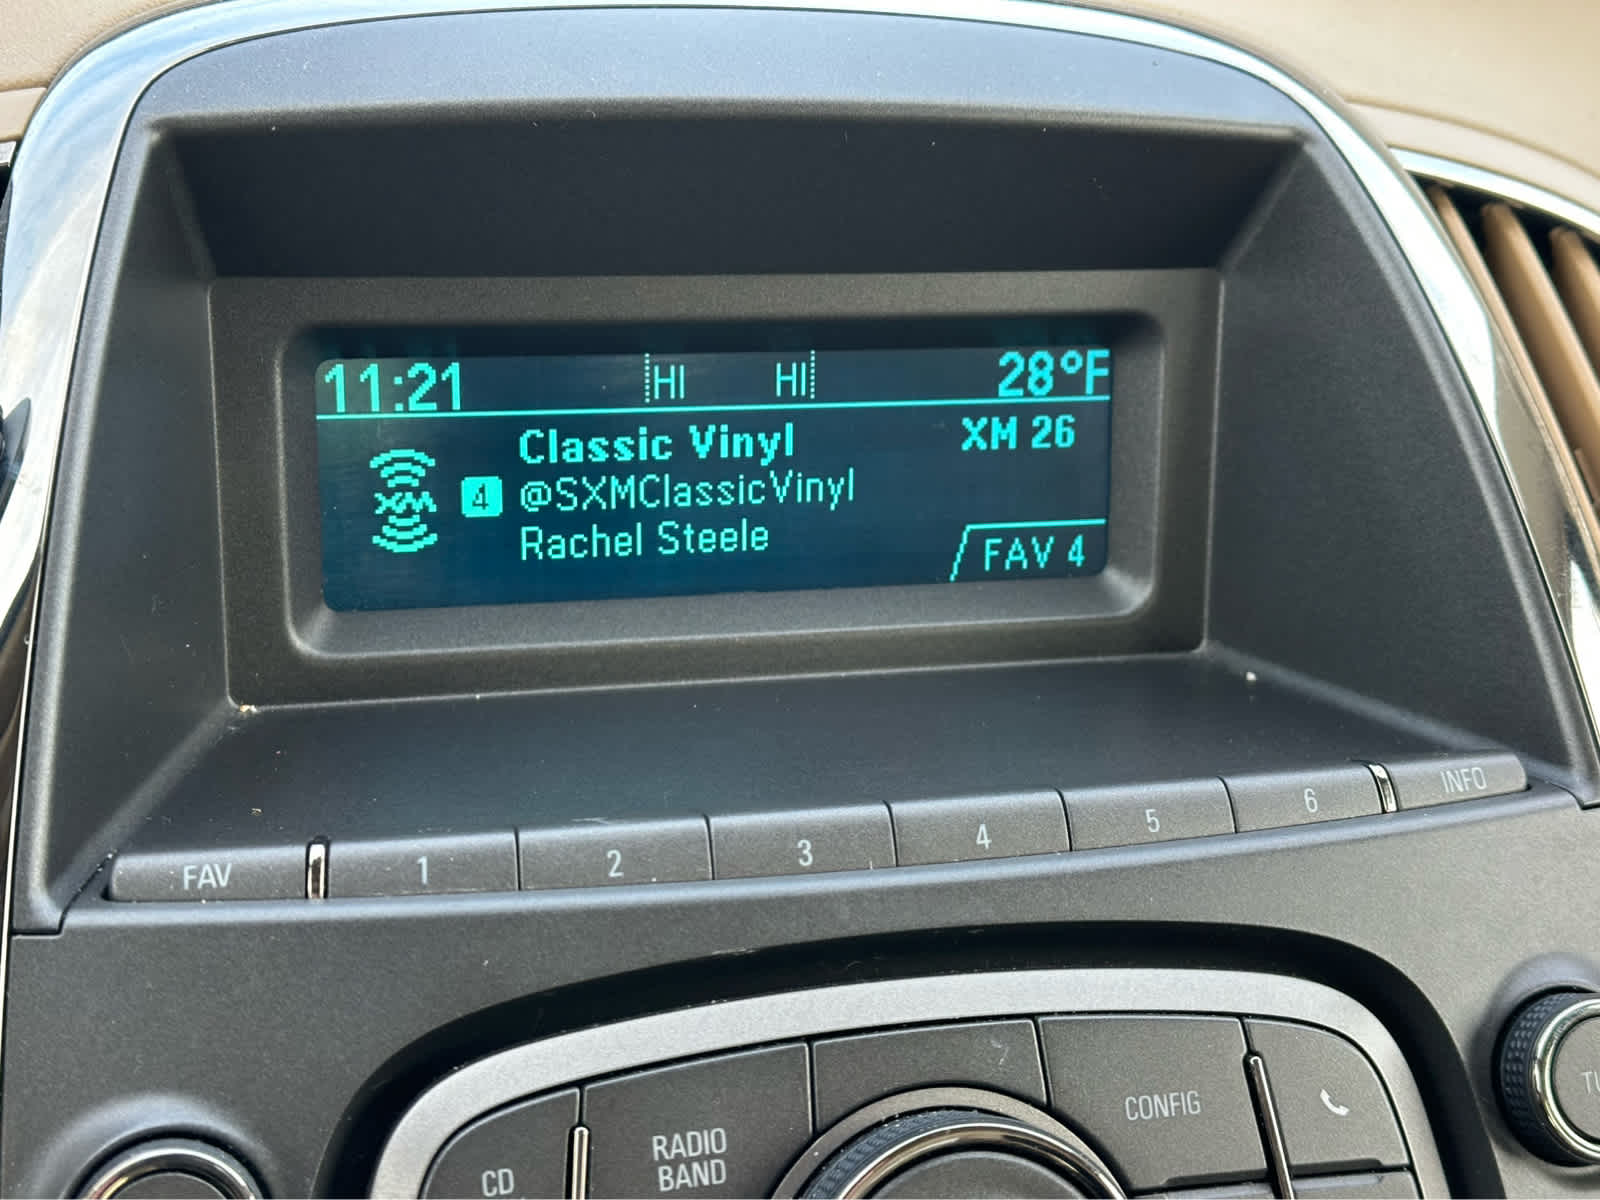 11:21 HI HI 28°F
Classic Vinyl XM 26
XM 4 @SXMClassicVinyl
Rachel Steele
FAV 4
FAV 1 2 3 4 5 6 INFO
CD
RADIO
BAND
CONFIG